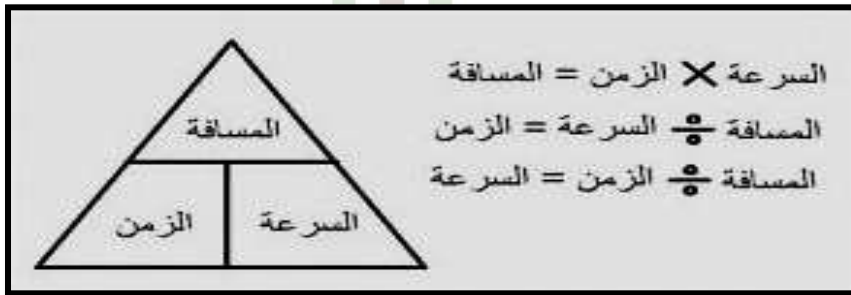 السرعة × الزمن = المسافة
المسافة ÷ السرعة = الزمن
المسافة ÷ الزمن = السرعة
المسافة
السرعة
الزمن